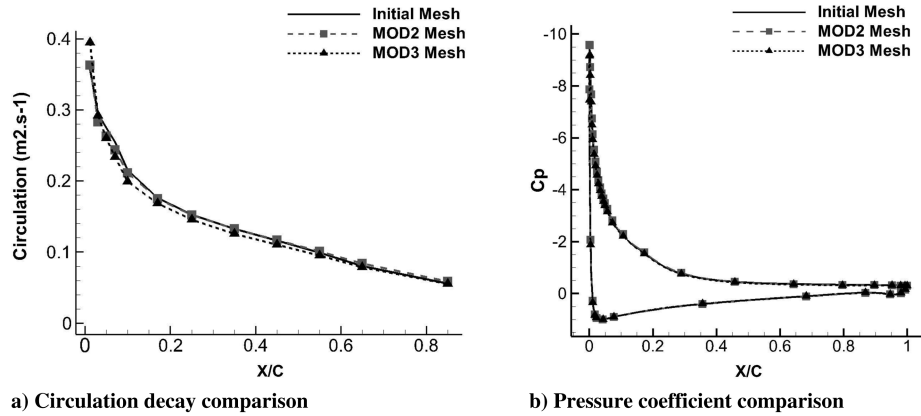 Initial Mesh
MOD2 Mesh
MOD3 Mesh
0.4
0.3
0.2
0.1
0
Circulation (m2.s-1)
0
0.2
0.4
0.6
0.8
X/C
a) Circulation decay comparison
Initial Mesh
MOD2 Mesh
MOD3 Mesh
-10
-8
-6
-4
-2
0
Cp
0
0.2
0.4
0.6
0.8
1
X/C
b) Pressure coefficient comparison